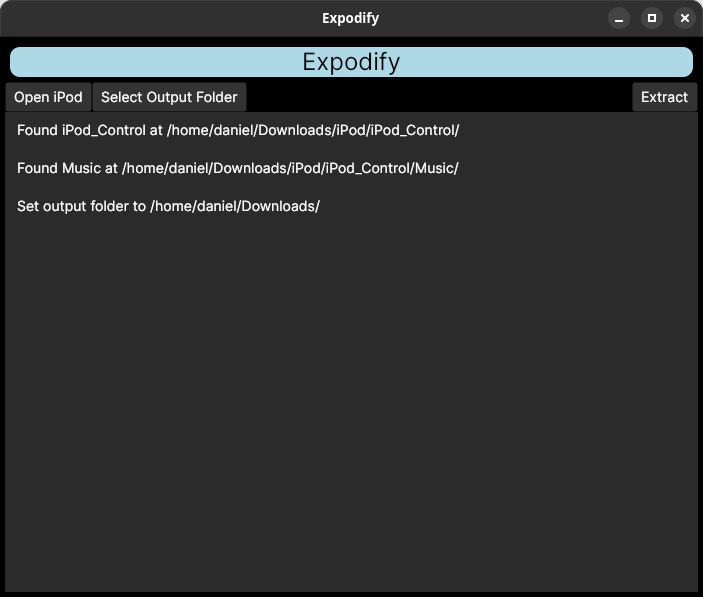 Expodify
Expodify
Open iPod Select Output Folder Extract
Found iPod_Control at /home/daniel/Downloads/iPod/iPod_Control/
Found Music at /home/daniel/Downloads/iPod/iPod_Control/Music/
Set output folder to /home/daniel/Downloads/